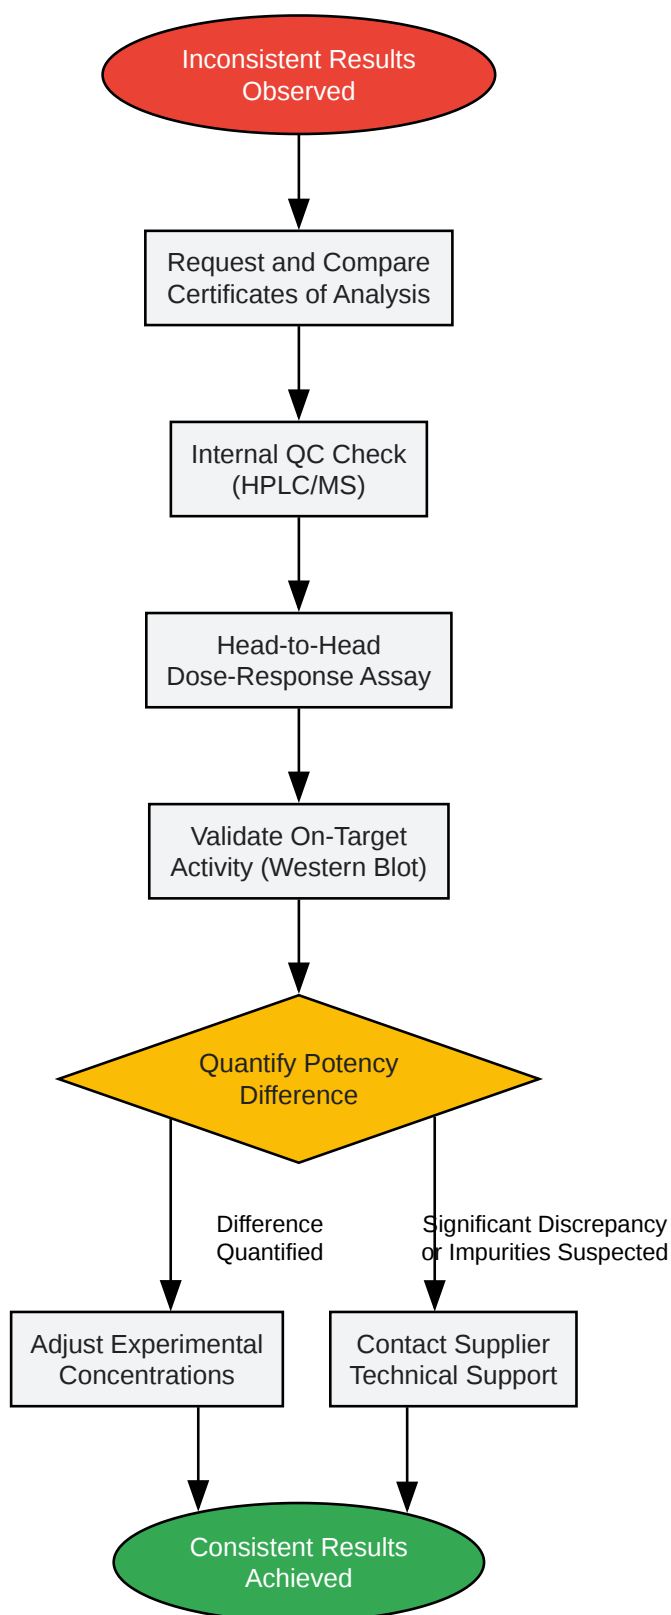 Inconsistent Results
Observed
Request and Compare
Certificates of Analysis
Internal QC Check
(HPLC/MS)
Head-to-Head
Dose-Response Assay
Validate On-Target
Activity (Western Blot)
Quantify Potency
Difference
Difference
Quantified
Significant Discrepancy
or Impurities Suspected
Adjust Experimental
Concentrations
Contact Supplier
Technical Support
Consistent Results
Achieved